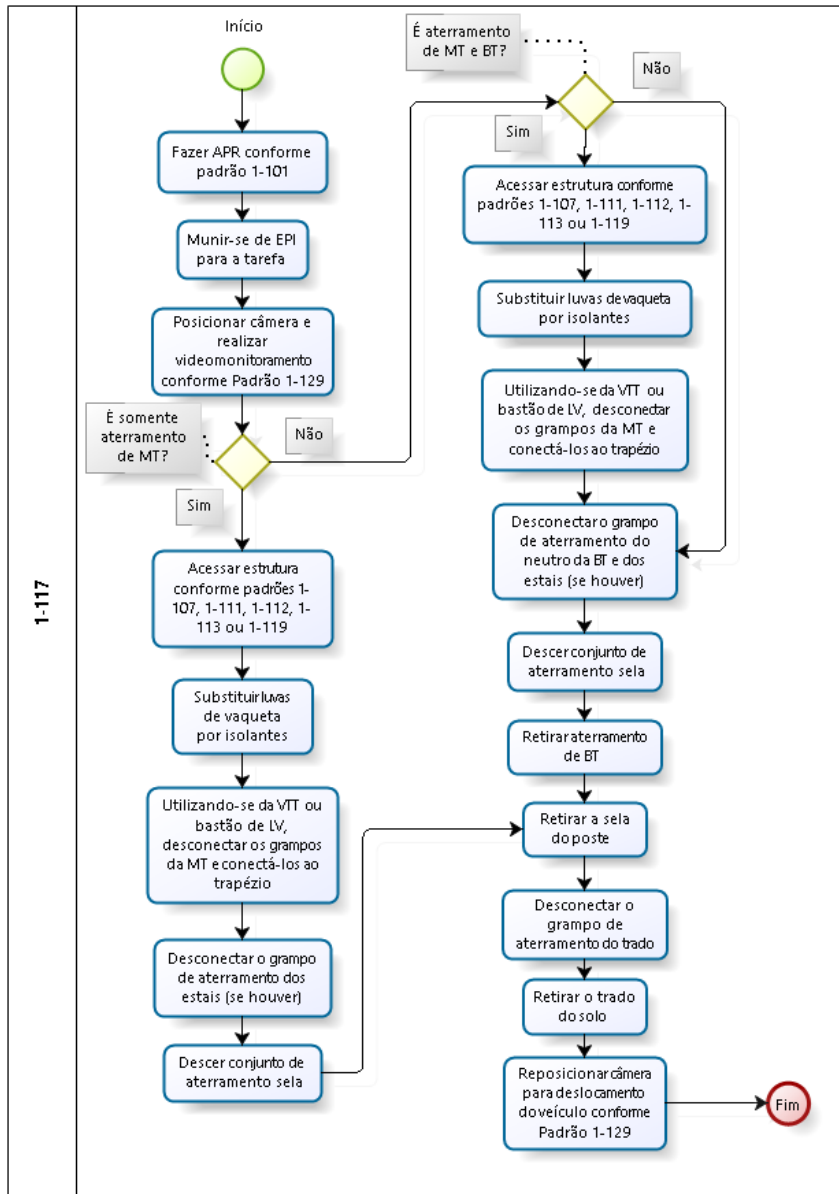 1-117
Início
Fazer APR conforme
padrão 1-101
Munir-se de EPI
para a tarefa
Posicionar câmera e
realizar
videomonitoramento
conforme Padrão 1-129
É somente
aterramento
de MT?
Não
Sim
Acessar estrutura
conforme padrões 1-
107, 1-111, 1-112, 1-
113 ou 1-119
Substituir luvas
de vaqueta
por isolantes
Utilizando-se da VTT ou
bastão de LV,
desconectar os grampos
da MT e conectá-los ao
trapézio
Desconectar o grampo
de aterramento dos
estais (se houver)
Descer conjunto de
aterramento sela
É aterramento
de MT e BT?
Não
Sim
Acessar estrutura conforme
padrões 1-107, 1-111, 1-112, 1-
113 ou 1-119
Substituir luvas de vaqueta
por isolantes
Utilizando-se da VTT ou
bastão de LV, desconectar
os grampos da MT e
conectá-los ao trapézio
Desconectar o grampo
de aterramento do
neutro da BT e dos
estais (se houver)
Descer conjunto de
aterramento sela
Retirar aterramento
de BT
Retirar a sela
do poste
Desconectar o
grampo de
aterramento do trado
Retirar o trado
do solo
Reposicionar câmera
para deslocamento
do veículo conforme
Padrão 1-129
Fim